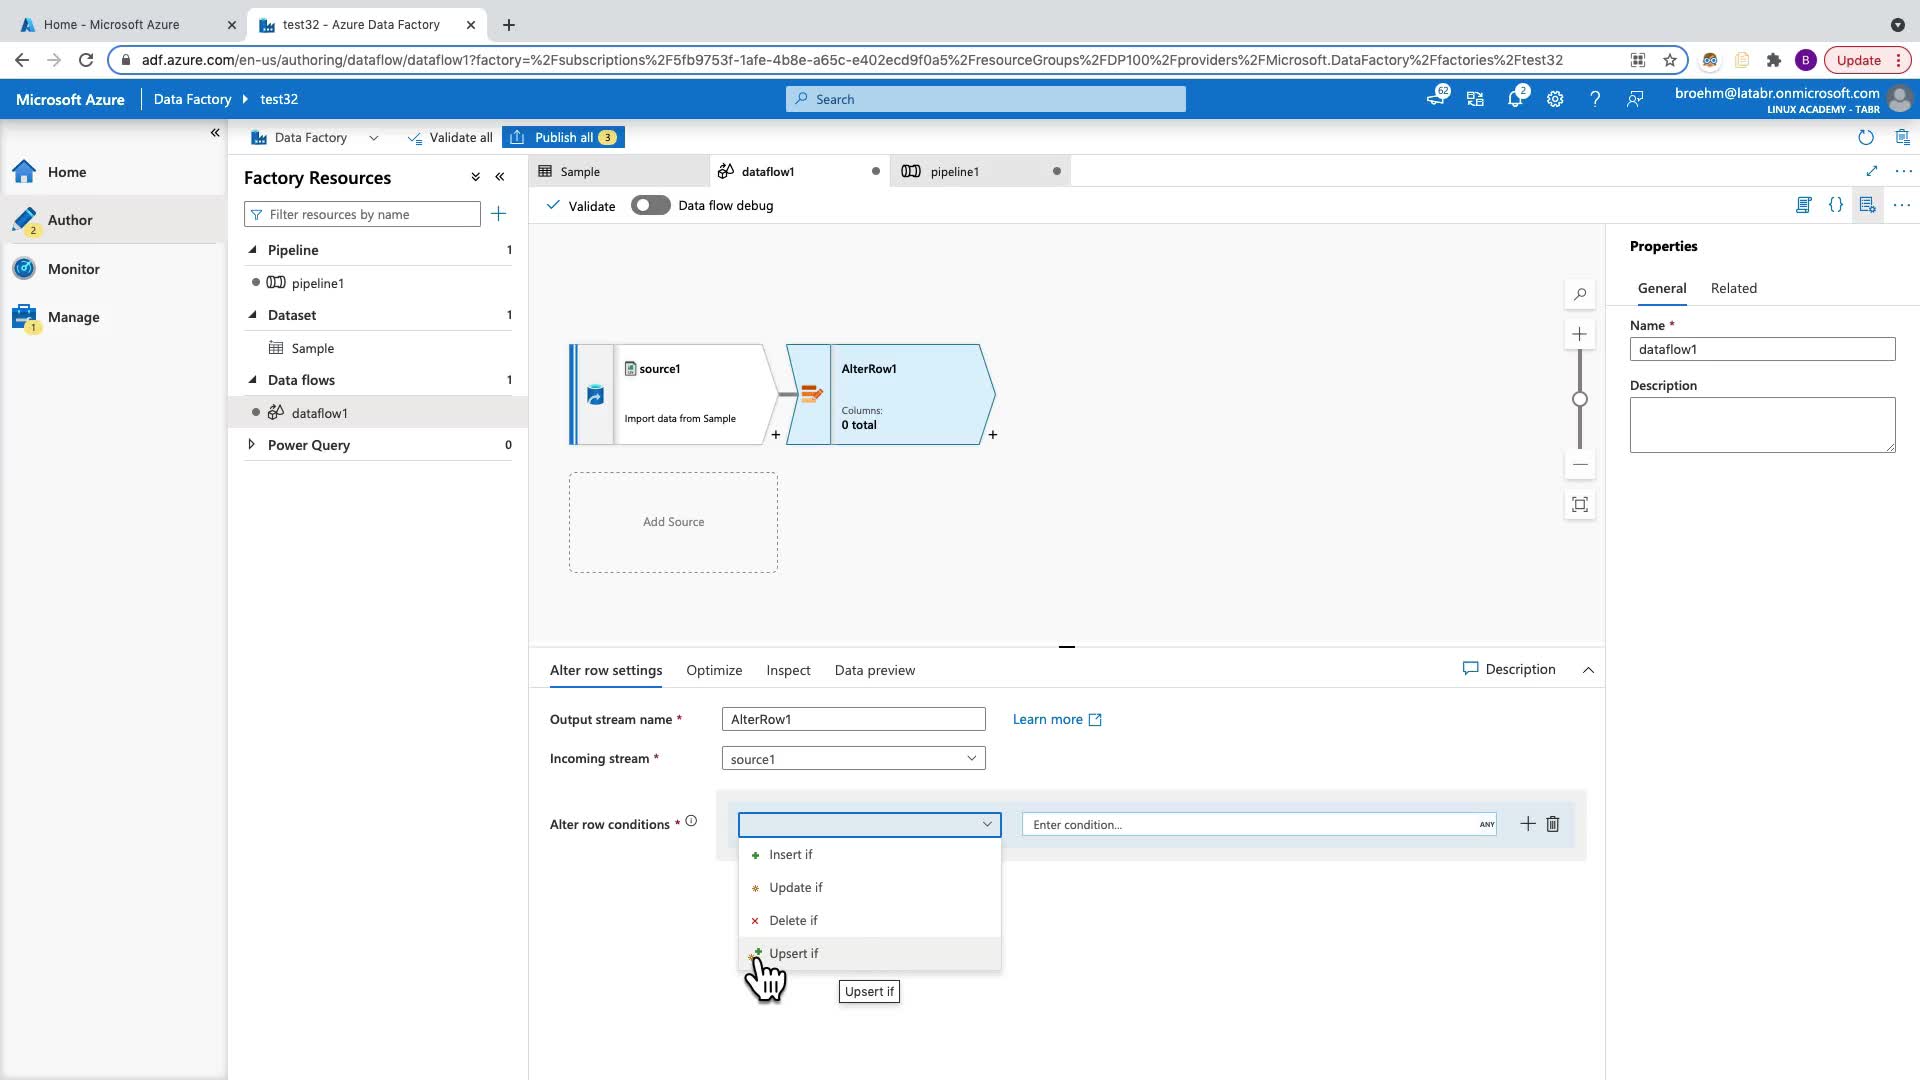 Home - Microsoft Azure
test32 - Azure Data Factory
adf.azure.com/en-us/authoring/dataflow/dataflow1?factory=%2Fsubscriptions%2F5fb9753f-1afe-4b8e-a65c-e402ecd9f0a5%2FresourceGroups%2FDP100%2Fproviders%2FMicrosoft.DataFactory%2Ffactories%2Ftest32
B
Update
Microsoft Azure
Data Factory
test32
Search
62
2
broehm@latabr.onmicrosoft.com
LINUX ACADEMY - TABR
Home
Author
2
Monitor
Manage
1
Data Factory
Validate all
Publish all
3
Factory Resources
Filter resources by name
Pipeline 1
pipeline1
Dataset 1
Sample
Data flows 1
dataflow1
Power Query 0
Sample
dataflow1
pipeline1
Validate
Data flow debug
source1
Import data from Sample
AlterRow1
Columns:
0 total
Add Source
Properties
General
Related
Name *
dataflow1
Description
Alter row settings
Optimize
Inspect
Data preview
Description
Output stream name *
AlterRow1
Learn more
Incoming stream *
source1
Alter row conditions *
Enter condition...
ANY
Insert if
Update if
Delete if
Upsert if
Upsert if